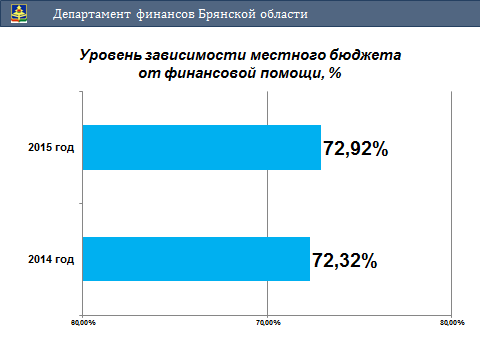 Департамент финансов Брянской области
Уровень зависимости местного бюджета
от финансовой помощи, %
2015 год
72,92%
2014 год
72,32%
60,00% 70,00% 80,00%